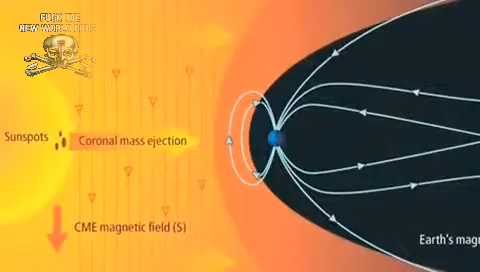 FUCK THE
NEW WORLD ORDER
Sunspots
Coronal mass ejection
CME magnetic field (S)
Earth's mag